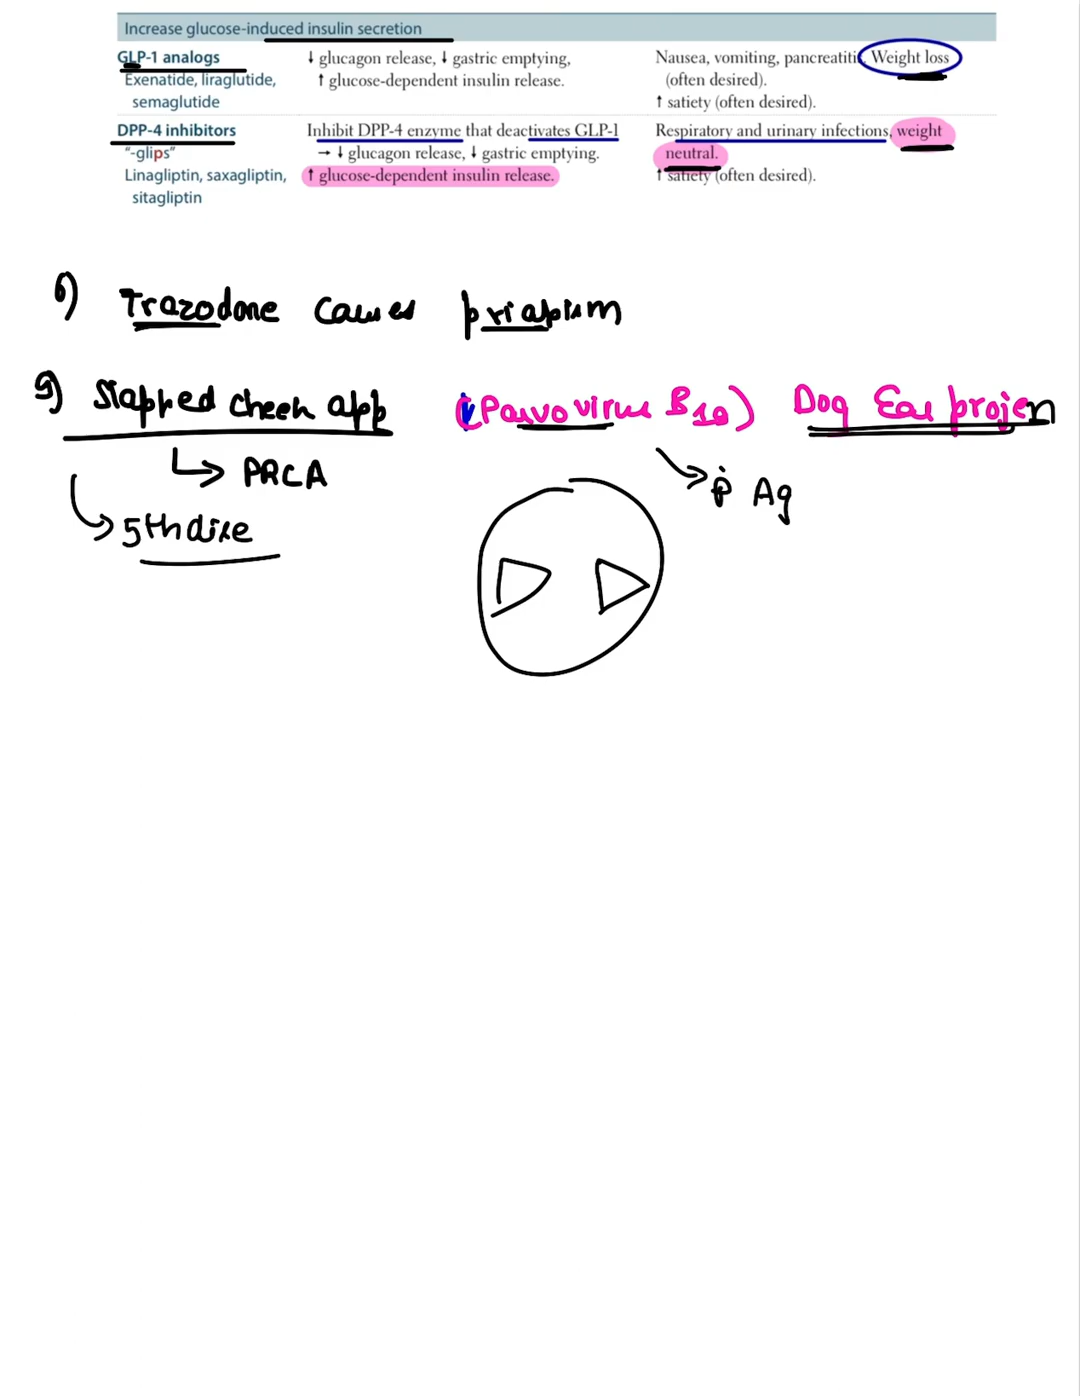 Increase glucose-induced insulin secretion
GLP-1 analogs ↓ glucagon release, ↓ gastric emptying, Nausea, vomiting, pancreatitis Weight loss
Exenatide, liraglutide, ↑ glucose-dependent insulin release. (often desired).
semaglutide ↑ satiety (often desired).
DPP-4 inhibitors Inhibit DPP-4 enzyme that deactivates GLP-1 Respiratory and urinary infections, weight
"-glips" → ↓ glucagon release, ↓ gastric emptying. neutral.
Linagliptin, saxagliptin, ↑ glucose-dependent insulin release. ↑ satiety (often desired).
sitagliptin
Trazodone causes priapism
9) Slapped cheek app (Parvovirus B19) Dog Ear projen
↳ PRCA
→ P Ag
↳ 5th dise